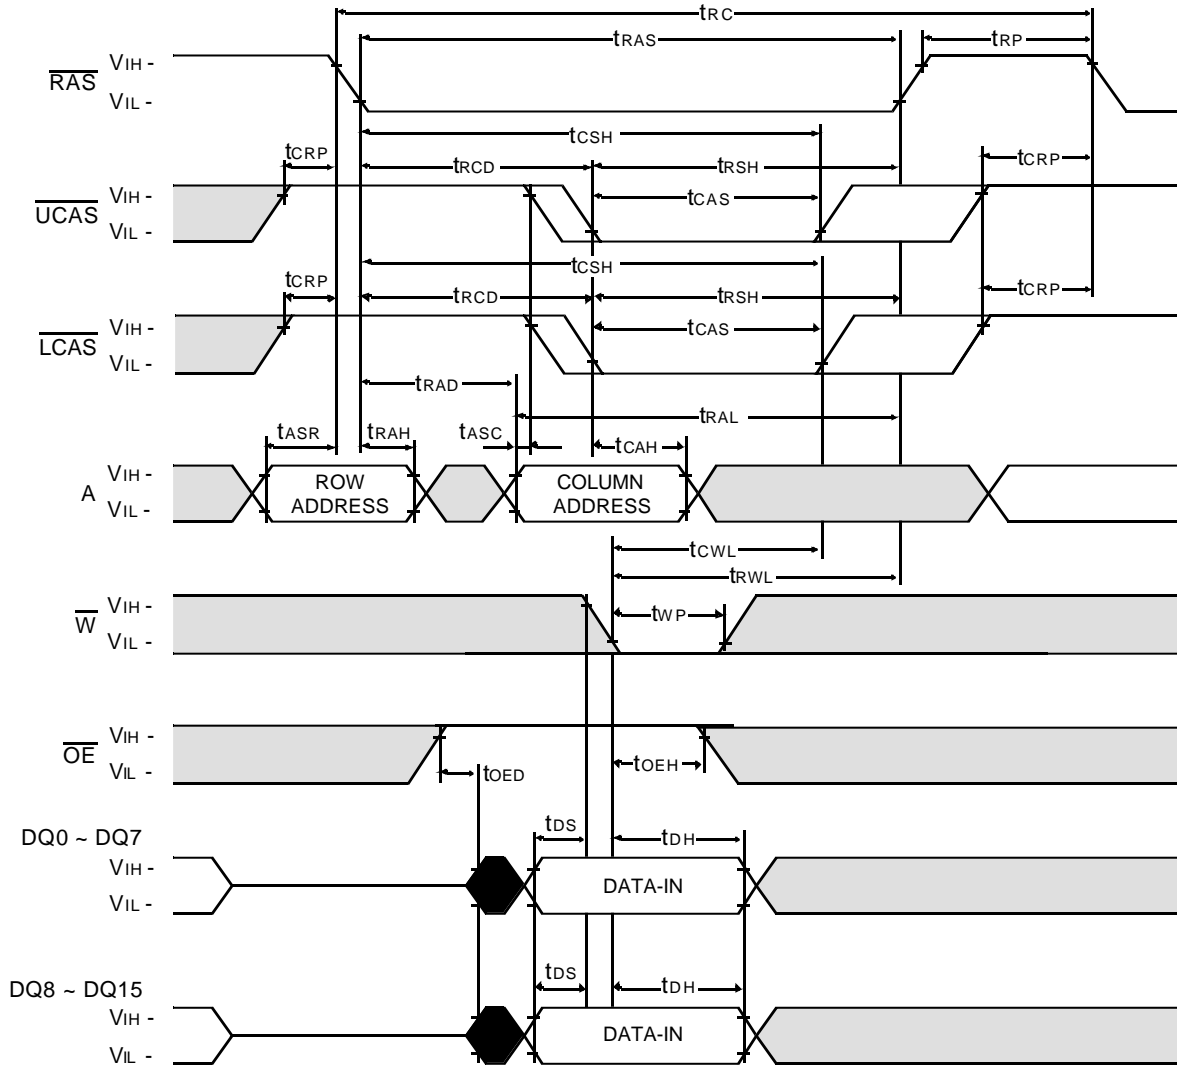 tRC
tRAS
tRP
RAS
VIH -
VIL -
tCSH
tCRP
tRCD
tRSH
tCRP
UCAS
VIH -
VIL -
tCAS
tCSH
tCRP
tRCD
tRSH
tCRP
LCAS
VIH -
VIL -
tCAS
tRAD
tRAL
tASR
tRAH
tASC
tCAH
A
VIH -
VIL -
ROW
ADDRESS
COLUMN
ADDRESS
tCWL
tRWL
W
VIH -
VIL -
tWP
OE
VIH -
VIL -
tOED
tOEH
DQ0 ~ DQ7
tDS
tDH
VIH -
VIL -
DATA-IN
DQ8 ~ DQ15
tDS
tDH
VIH -
VIL -
DATA-IN